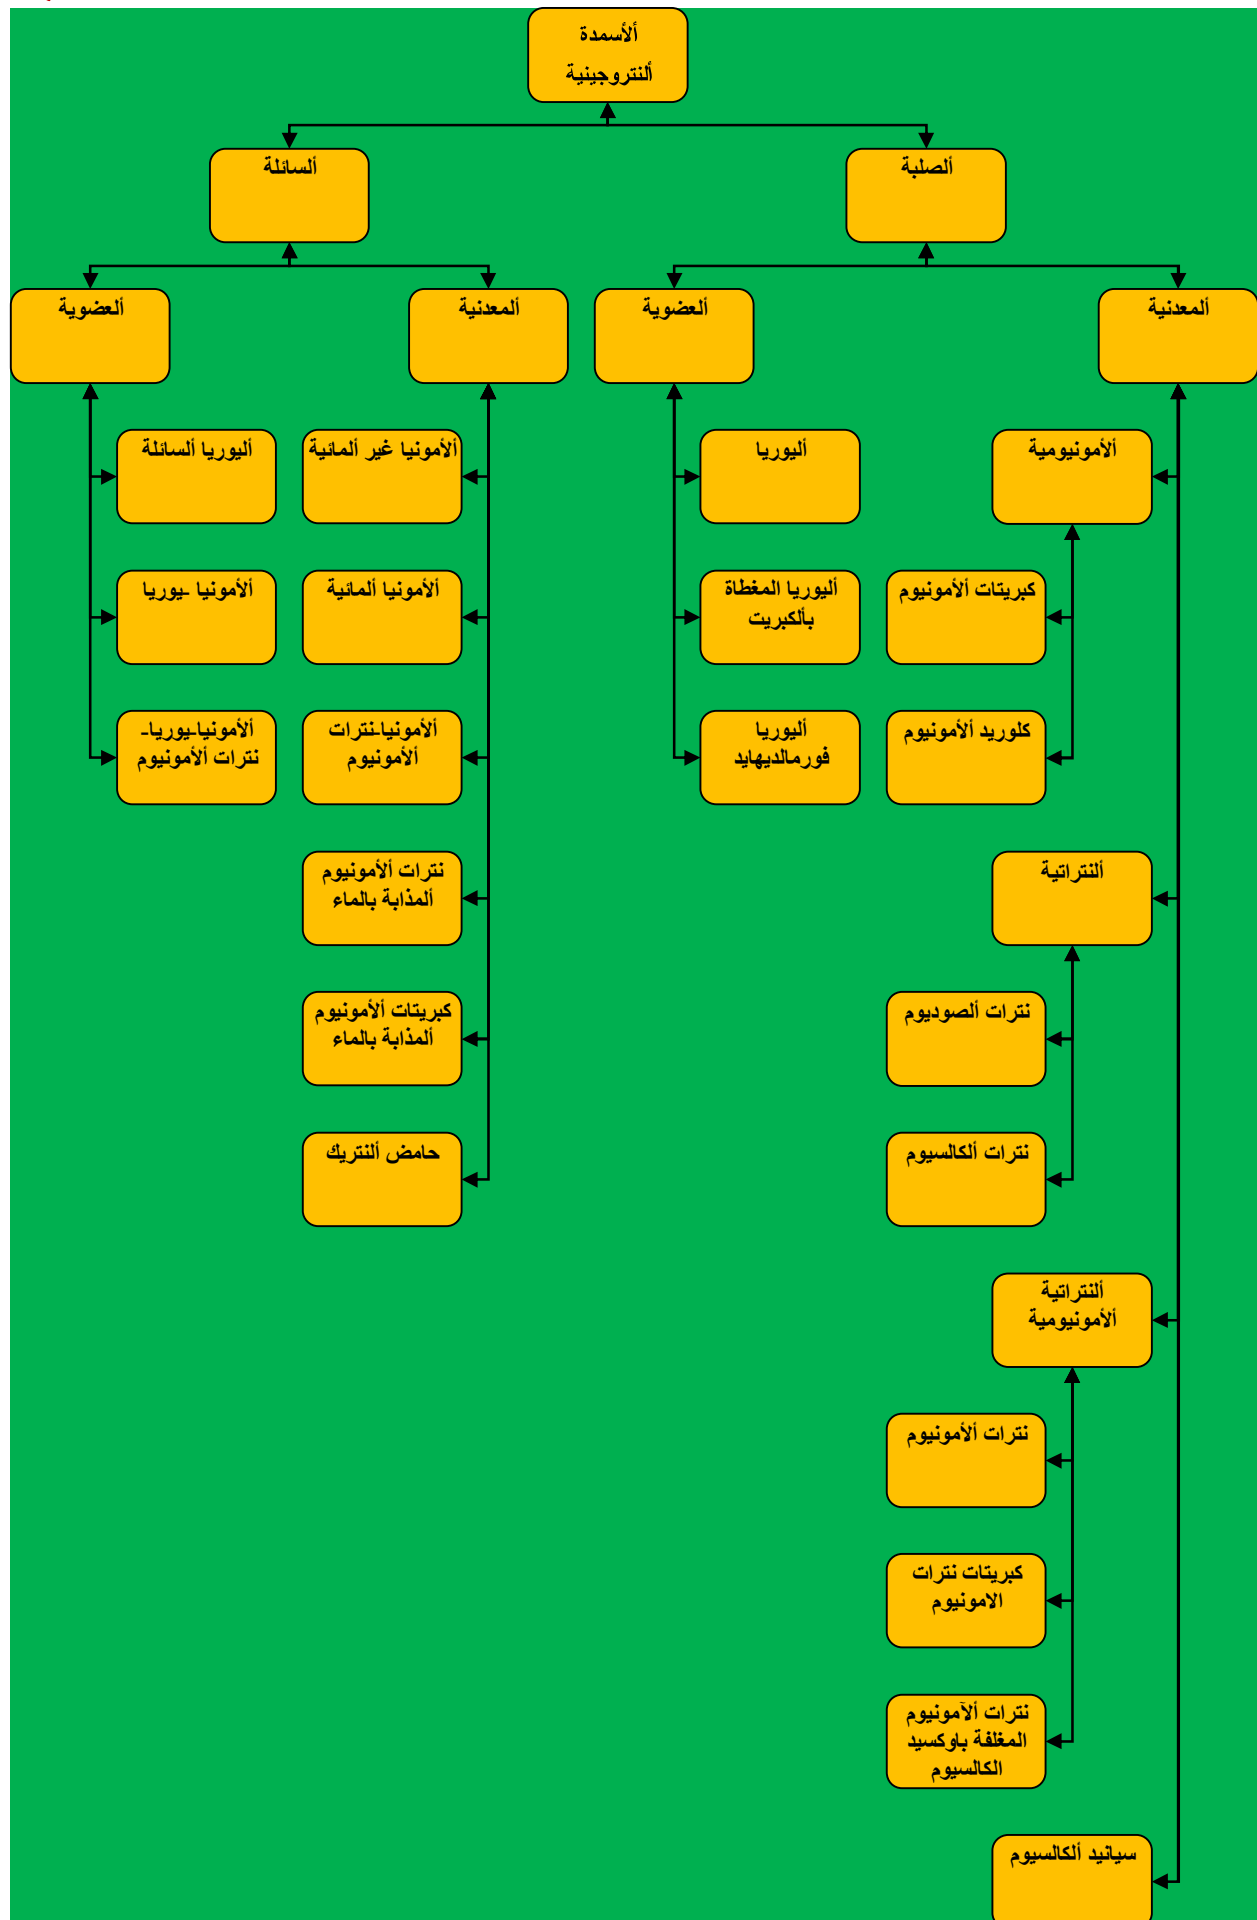 ألأسمدة
ألنتروجينية
ألصلبة
ألسائلة
ألمعدنية
ألعضوية
ألمعدنية
ألعضوية
ألأمونيومية
أليوريا
ألأمونيا غير ألمائية
أليوريا ألسائلة
كبريتات ألأمونيوم
أليوريا المغطاة
بألكبريت
ألأمونيا ألمائية
ألأمونيا -يوريا
كلوريد ألأمونيوم
أليوريا
فورمالديهايد
ألأمونيا-نترات
ألأمونيوم
ألأمونيا-يوريا-
نترات ألأمونيوم
ألنتراتية
نترات ألأمونيوم
ألمذابة بالماء
نترات ألصوديوم
كبريتات ألأمونيوم
ألمذابة بالماء
نترات ألكالسيوم
حامض ألنتريك
ألنتراتية
ألأمونيومية
نترات ألأمونيوم
كبريتات نترات
الامونيوم
نترات ألآمونيوم
المغلفة باوكسيد
الكالسيوم
سيانيد ألكالسيوم